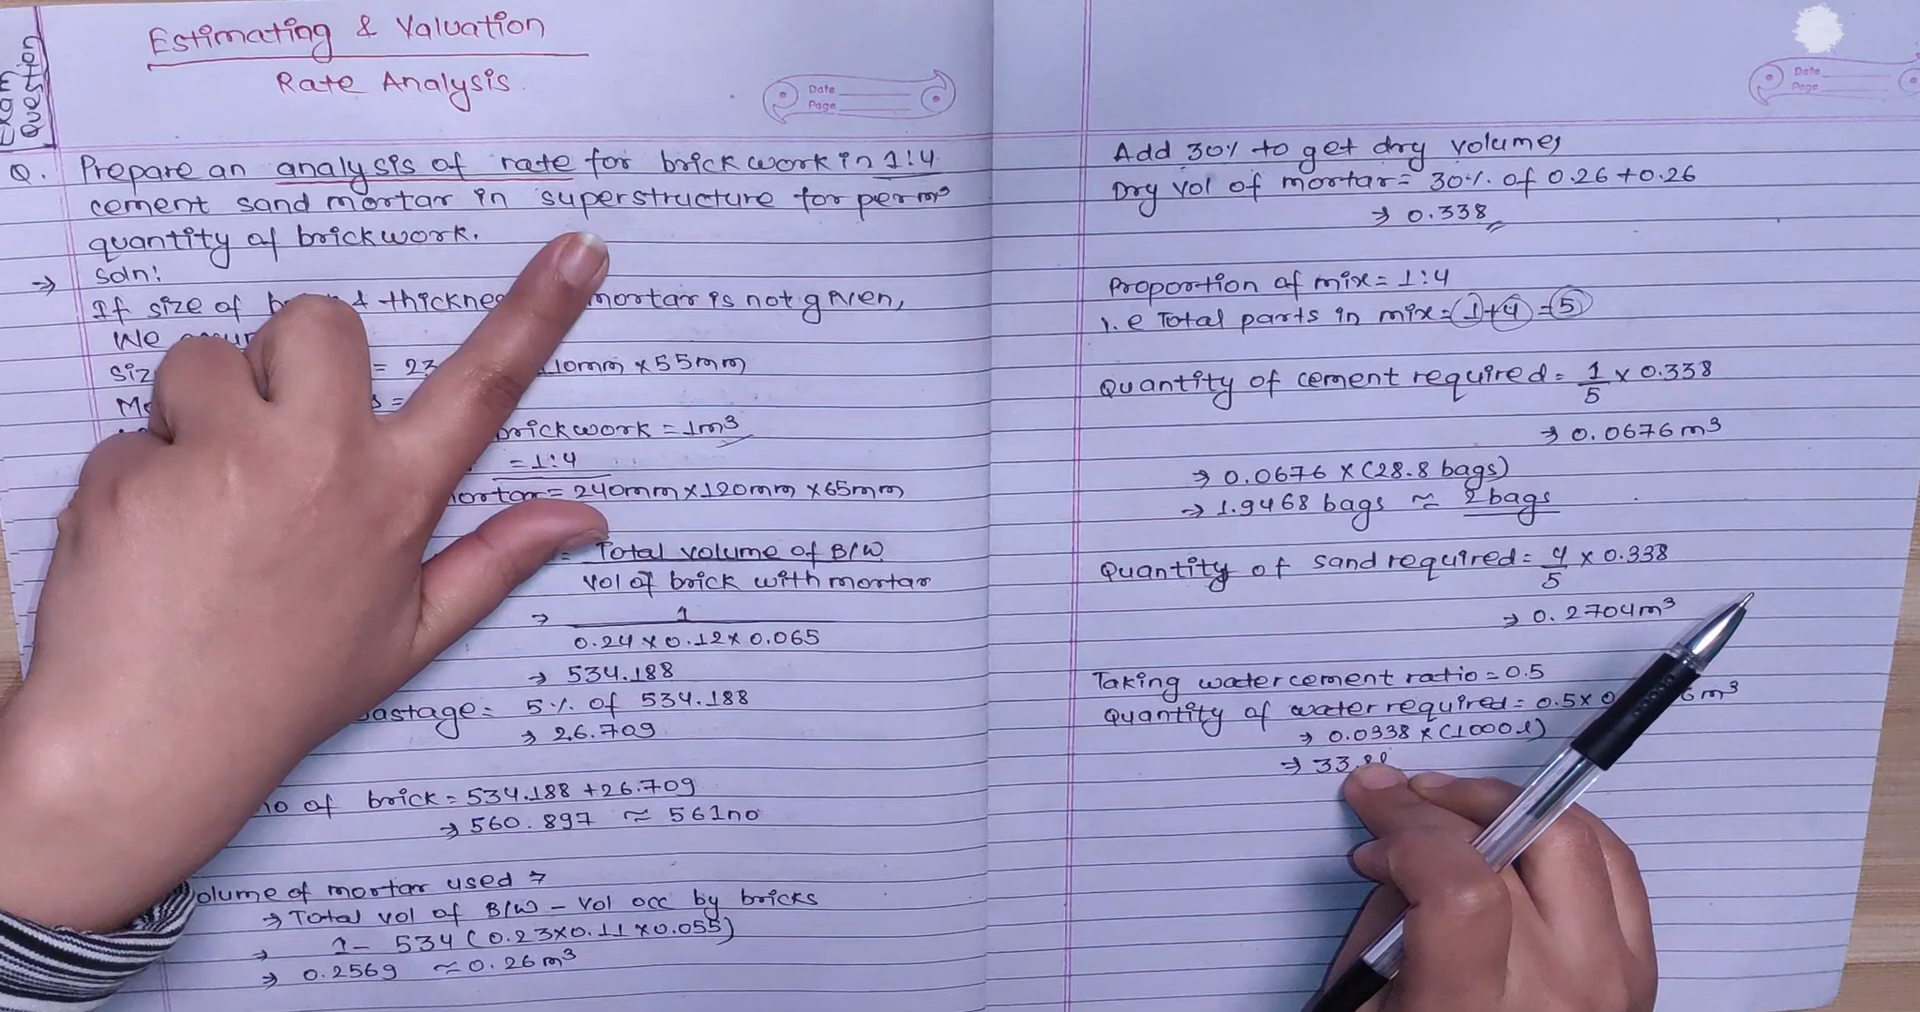 Exam
Question
Estimating & Valuation
Rate Analysis.
Date
Page
Q. Prepare an analysis of rate for brickwork in 1:4
cement sand mortar in superstructure for per m³
quantity of brickwork.
→ Soln:
If size of & thickne mortar is not given,
We
Siz = 23 10mm × 55mm
=
brickwork = 1m³
= 1:4
mortar = 240mm × 120mm × 65mm
= Total volume of B/W
Vol of brick with mortar
→ 1
0.24 × 0.12 × 0.065
→ 534.188
wastage = 5% of 534.188
→ 26.709
no of brick = 534.188 + 26.709
→ 560.897 ≈ 561no
olume of mortar used →
→ Total vol of B/W - Vol occ by bricks
→ 1 - 534 (0.23×0.11×0.055)
→ 0.2569 ≈ 0.26 m³
Date
Page
Add 30% to get dry volume,
Dry vol of mortar = 30% of 0.26 + 0.26
→ 0.338
Proportion of mix = 1:4
i.e Total parts in mix = 1+4 = 5
Quantity of cement required = 1/5 × 0.338
→ 0.0676 m³
→ 0.0676 × (28.8 bags)
→ 1.9468 bags ≈ 2 bags
Quantity of sand required = 4/5 × 0.338
→ 0.2704 m³
Taking water cement ratio = 0.5
Quantity of water required = 0.5 × 0 6 m³
→ 0.0338 × (1000 l)
→ 33.8l